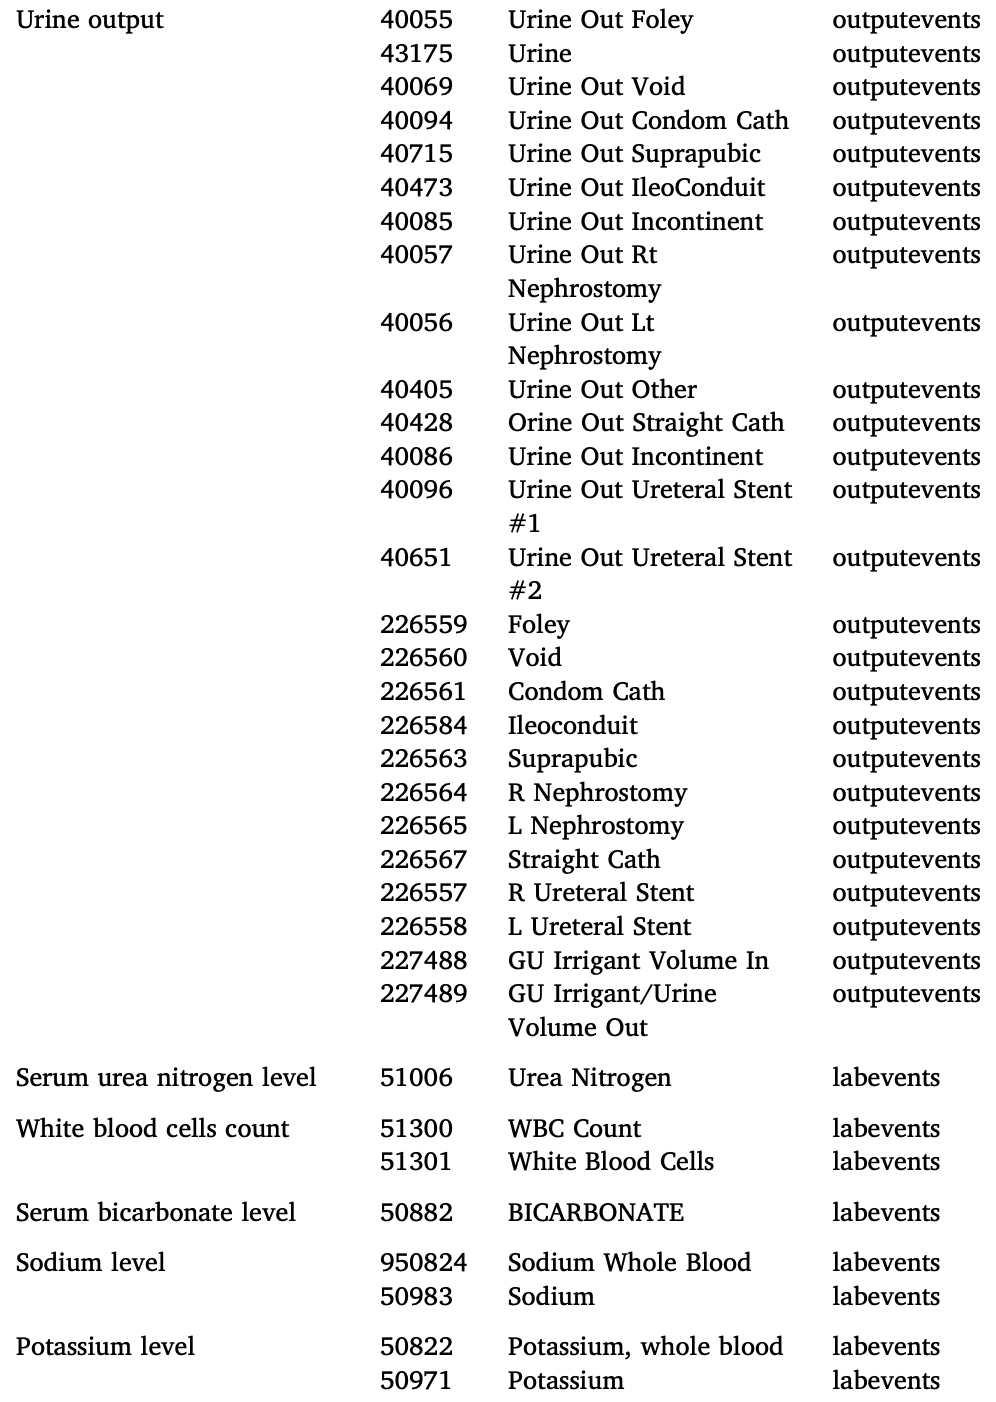 Urine output 40055 Urine Out Foley outputevents
43175 Urine outputevents
40069 Urine Out Void outputevents
40094 Urine Out Condom Cath outputevents
40715 Urine Out Suprapubic outputevents
40473 Urine Out IleoConduit outputevents
40085 Urine Out Incontinent outputevents
40057 Urine Out Rt outputevents
Nephrostomy
40056 Urine Out Lt outputevents
Nephrostomy
40405 Urine Out Other outputevents
40428 Orine Out Straight Cath outputevents
40086 Urine Out Incontinent outputevents
40096 Urine Out Ureteral Stent outputevents
#1
40651 Urine Out Ureteral Stent outputevents
#2
226559 Foley outputevents
226560 Void outputevents
226561 Condom Cath outputevents
226584 Ileoconduit outputevents
226563 Suprapubic outputevents
226564 R Nephrostomy outputevents
226565 L Nephrostomy outputevents
226567 Straight Cath outputevents
226557 R Ureteral Stent outputevents
226558 L Ureteral Stent outputevents
227488 GU Irrigant Volume In outputevents
227489 GU Irrigant/Urine outputevents
Volume Out
Serum urea nitrogen level 51006 Urea Nitrogen labevents
White blood cells count 51300 WBC Count labevents
51301 White Blood Cells labevents
Serum bicarbonate level 50882 BICARBONATE labevents
Sodium level 950824 Sodium Whole Blood labevents
50983 Sodium labevents
Potassium level 50822 Potassium, whole blood labevents
50971 Potassium labevents